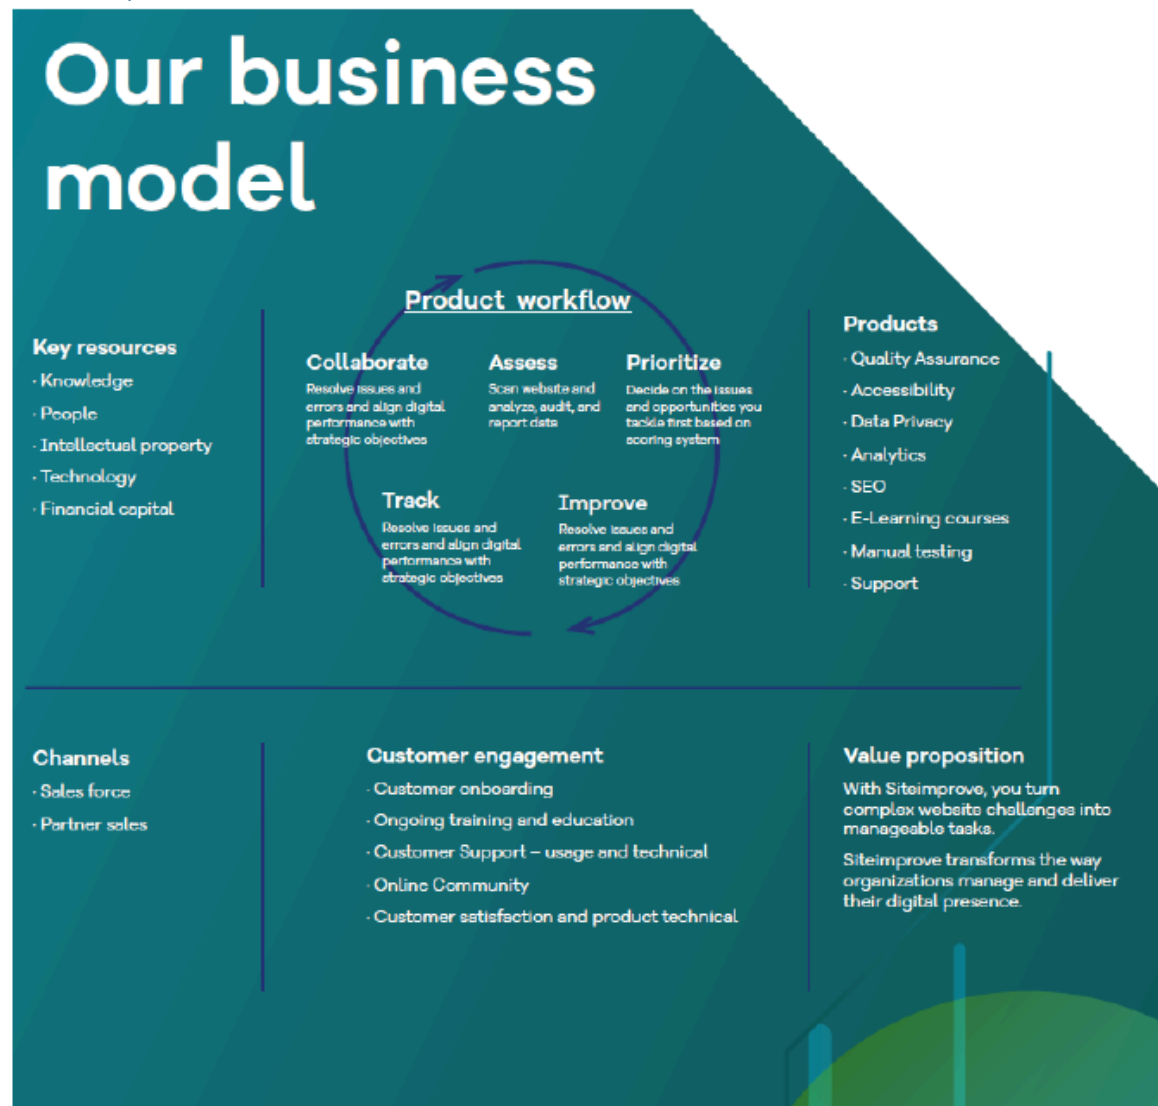 Our business
model
Product workflow
Key resources
· Knowledge
· People
· Intellectual property
· Technology
· Financial capital
Collaborate
Resolve issues and
errors and align digital
performance with
strategic objectives
Assess
Scan website and
analyze, audit, and
report data
Prioritize
Decide on the issues
and opportunities you
tackle first based on
scoring system
Track
Resolve issues and
errors and align digital
performance with
strategic objectives
Improve
Resolve issues and
errors and align digital
performance with
strategic objectives
Products
· Quality Assurance
· Accessibility
· Data Privacy
· Analytics
· SEO
· E-Learning courses
· Manual testing
· Support
Channels
· Sales force
· Partner sales
Customer engagement
· Customer onboarding
· Ongoing training and education
· Customer Support – usage and technical
· Online Community
· Customer satisfaction and product technical
Value proposition
With Siteimprove, you turn
complex website challenges into
manageable tasks.
Siteimprove transforms the way
organizations manage and deliver
their digital presence.